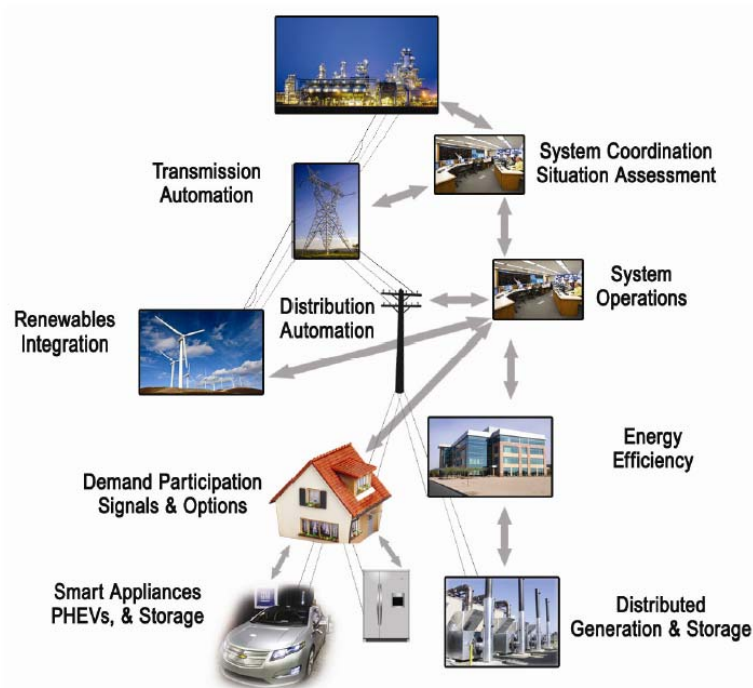 Transmission
Automation
System Coordination
Situation Assessment
Renewables
Integration
Distribution
Automation
System
Operations
Demand Participation
Signals & Options
Energy
Efficiency
Smart Appliances
PHEVs, & Storage
Distributed
Generation & Storage